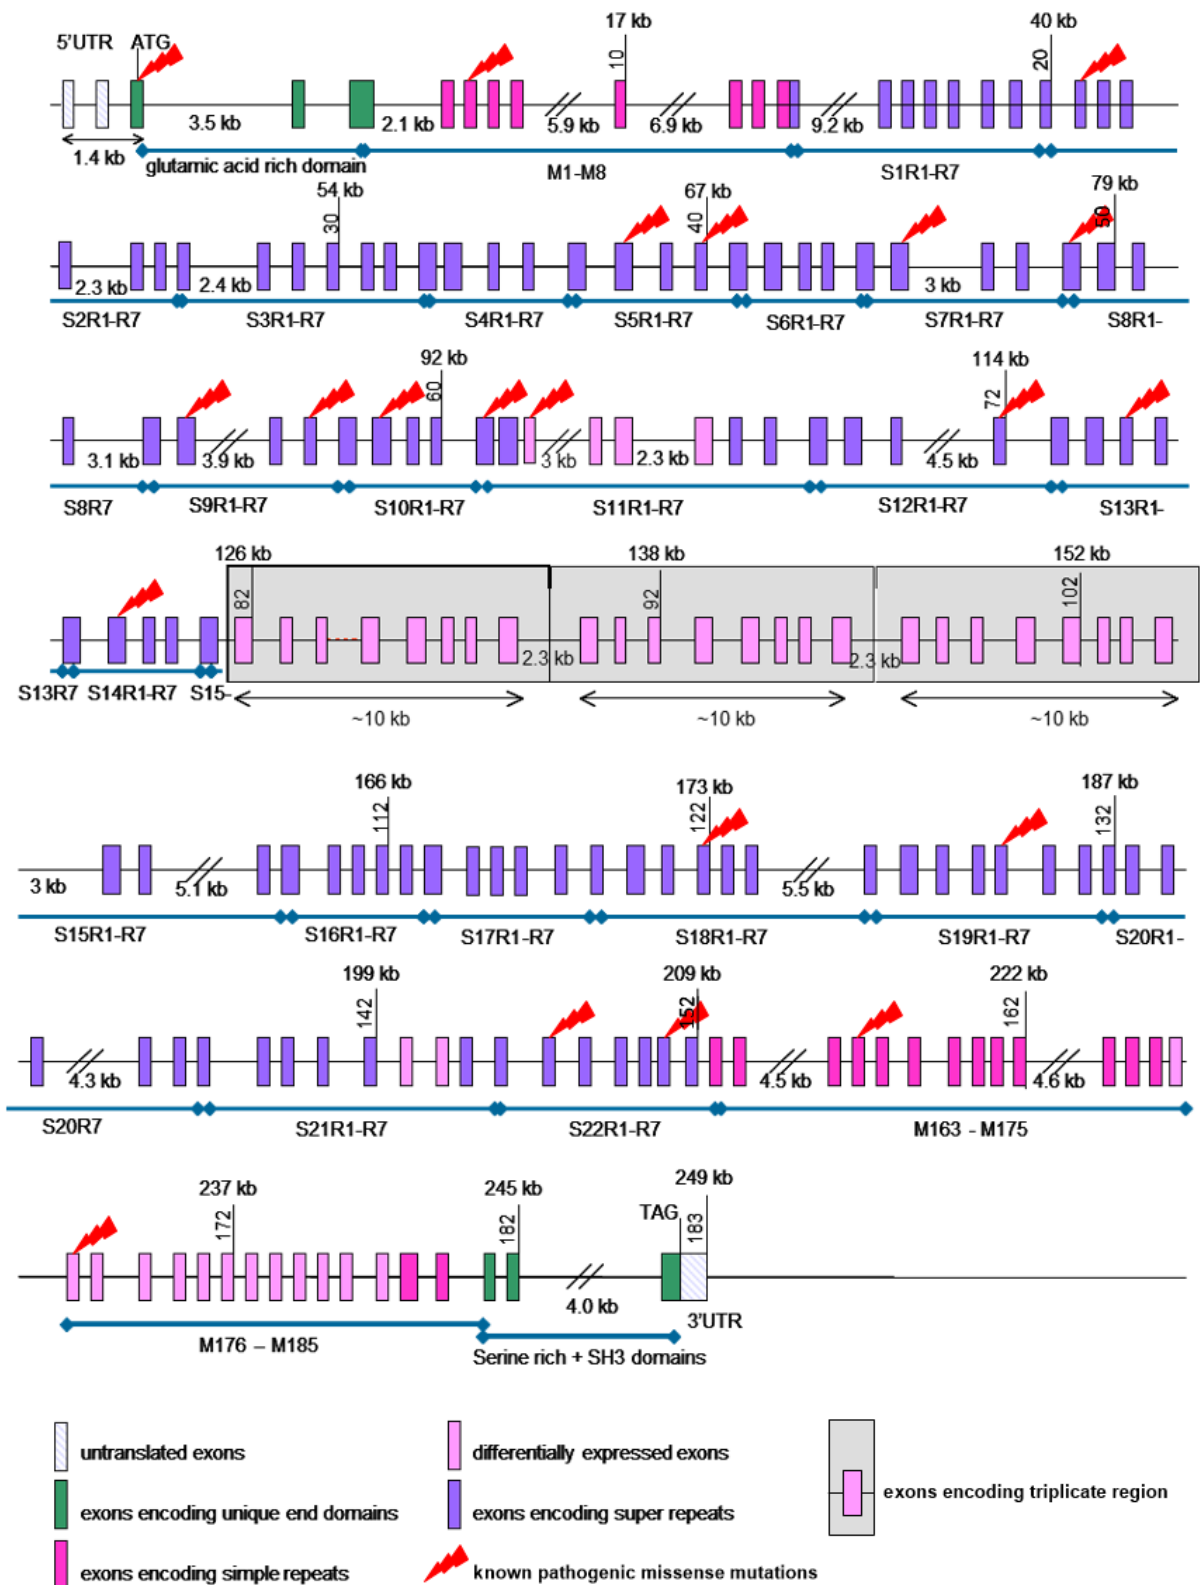 17 kb 40 kb
5'UTR ATG
10 20
3.5 kb 2.1 kb 5.9 kb 6.9 kb 9.2 kb
1.4 kb
glutamic acid rich domain M1-M8 S1R1-R7
54 kb 67 kb 79 kb
30 40 50
2.3 kb 2.4 kb 3 kb
S2R1-R7 S3R1-R7 S4R1-R7 S5R1-R7 S6R1-R7 S7R1-R7 S8R1-
92 kb 114 kb
60 72
3.1 kb 3.9 kb 3 kb 2.3 kb 4.5 kb
S8R7 S9R1-R7 S10R1-R7 S11R1-R7 S12R1-R7 S13R1-
126 kb 138 kb 152 kb
82 92 102
2.3 kb 2.3 kb
S13R7 S14R1-R7 S15-
~10 kb ~10 kb ~10 kb
166 kb 173 kb 187 kb
112 122 132
3 kb 5.1 kb 5.5 kb
S15R1-R7 S16R1-R7 S17R1-R7 S18R1-R7 S19R1-R7 S20R1-
199 kb 209 kb 222 kb
142 152 162
4.3 kb 4.5 kb 4.6 kb
S20R7 S21R1-R7 S22R1-R7 M163 - M175
237 kb 245 kb 249 kb
172 182 TAG 183
4.0 kb
3'UTR
M176 – M185
Serine rich + SH3 domains
untranslated exons
differentially expressed exons
exons encoding triplicate region
exons encoding unique end domains
exons encoding super repeats
exons encoding simple repeats
known pathogenic missense mutations